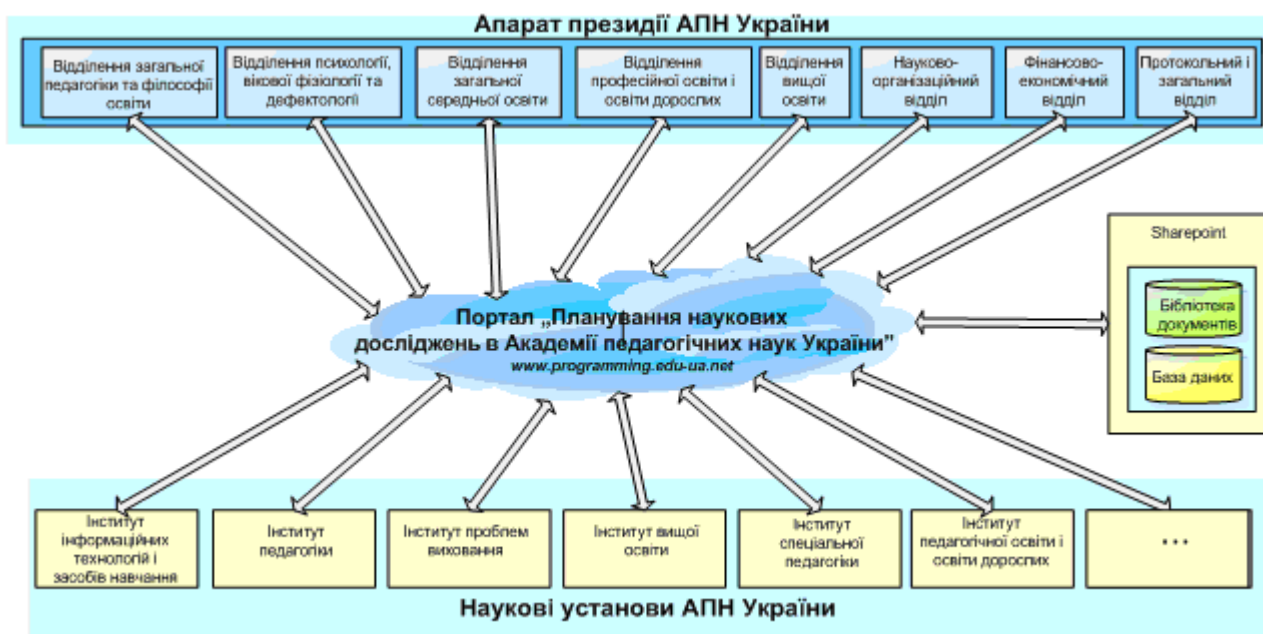 Апарат президії АПН України
Відділення загальної
педагогіки та філософії
освіти
Відділення психології,
вікової фізіології та
дефектології
Відділення
загальної
середньої освіти
Відділення
професійної освіти і
освіти дорослих
Відділення
вищої
освіти
Науково-
організаційний
відділ
Фінансово-
економічний
відділ
Протокольний і
загальний
відділ
Sharepoint
Бібліотека
документів
База даних
Портал „Планування наукових
досліджень в Академії педагогічних наук України”
www.programming.edu-ua.net
Інститут
інформаційних
технологій і
засобів навчання
Інститут
педагогіки
Інститут проблем
виховання
Інститут вищої
освіти
Інститут
спеціальної
педагогіки
Інститут
педагогічної освіти і
освіти дорослих
...
Наукові установи АПН України